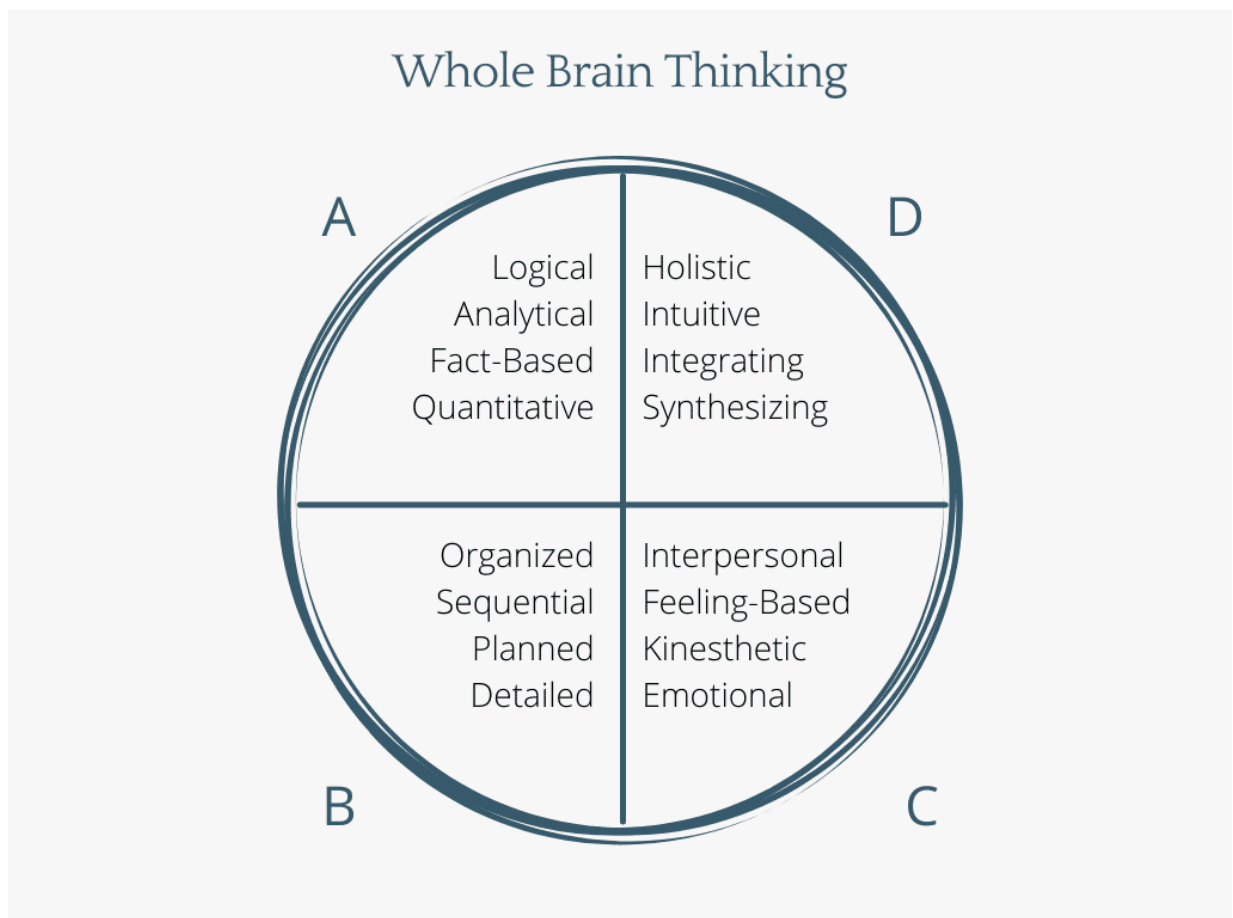 Whole Brain Thinking
A
D
Logical
Analytical
Fact-Based
Quantitative
Holistic
Intuitive
Integrating
Synthesizing
Organized
Sequential
Planned
Detailed
Interpersonal
Feeling-Based
Kinesthetic
Emotional
B
C